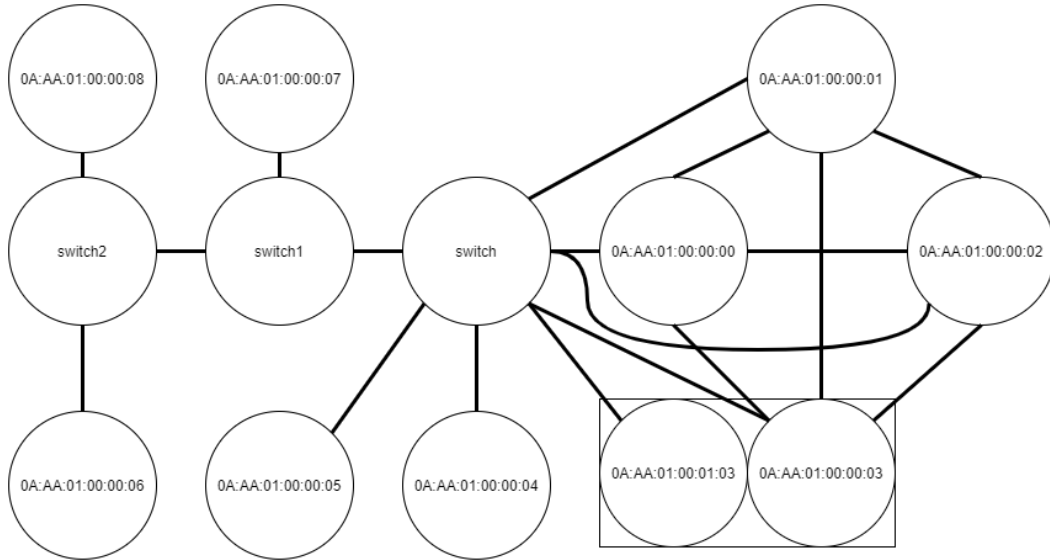 0A:AA:01:00:00:08
0A:AA:01:00:00:07
0A:AA:01:00:00:01
switch2
switch1
switch
0A:AA:01:00:00:00
0A:AA:01:00:00:02
0A:AA:01:00:00:06
0A:AA:01:00:00:05
0A:AA:01:00:00:04
0A:AA:01:00:01:03
0A:AA:01:00:00:03